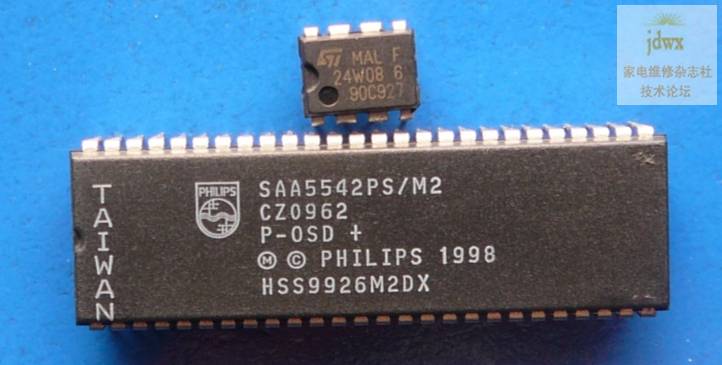 jdwx
家电维修杂志社
技术论坛
ST MAL F
24W08 6
90C927
TAIWAN
PHILIPS
SAA5542PS/M2
CZ0962
P-OSD +
Ⓜ © PHILIPS 1998
HSS9926M2DX